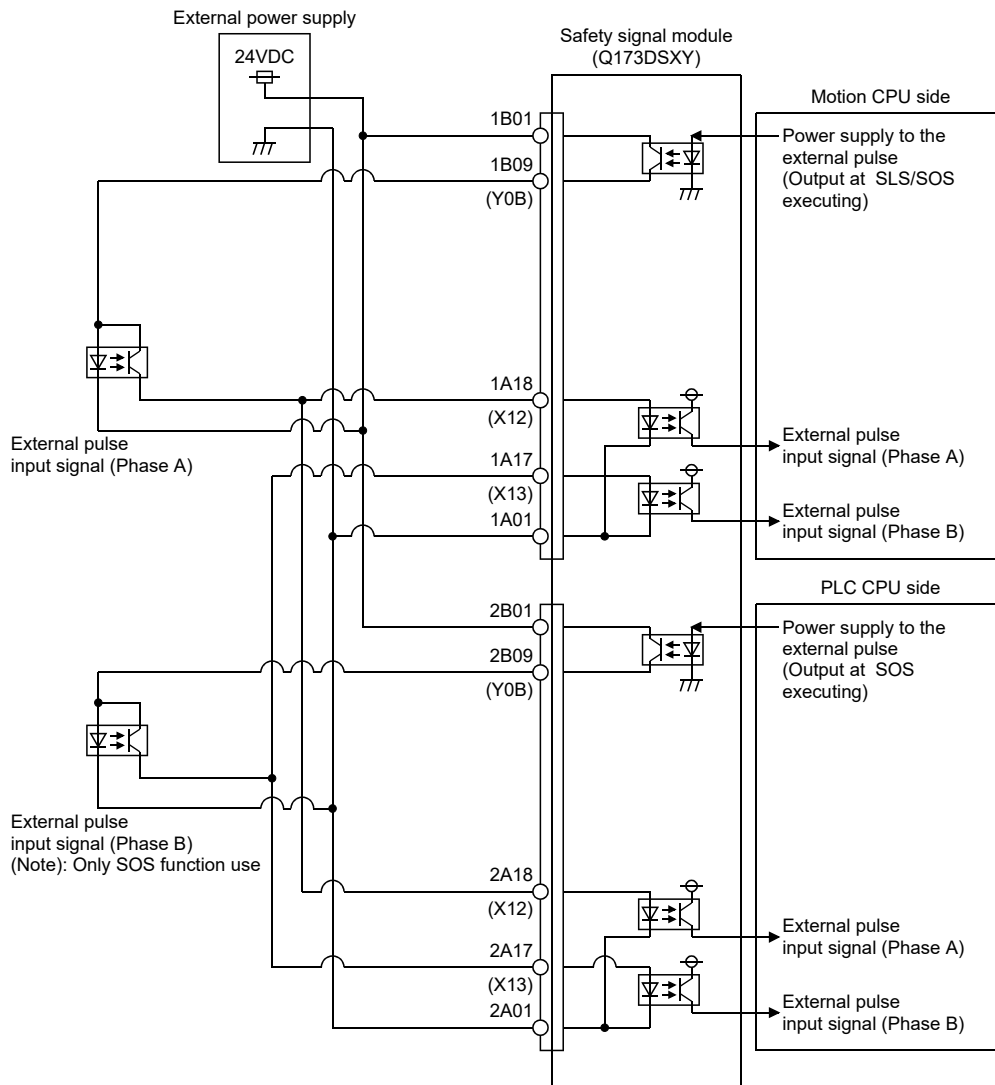 External power supply
24VDC
Safety signal module
(Q173DSXY)
Motion CPU side
1B01
1B09
(Y0B)
Power supply to the
external pulse
(Output at SLS/SOS
executing)
External pulse
input signal (Phase A)
1A18
(X12)
1A17
(X13)
1A01
External pulse
input signal (Phase A)
External pulse
input signal (Phase B)
PLC CPU side
2B01
2B09
(Y0B)
Power supply to the
external pulse
(Output at SOS
executing)
External pulse
input signal (Phase B)
(Note): Only SOS function use
2A18
(X12)
2A17
(X13)
2A01
External pulse
input signal (Phase A)
External pulse
input signal (Phase B)